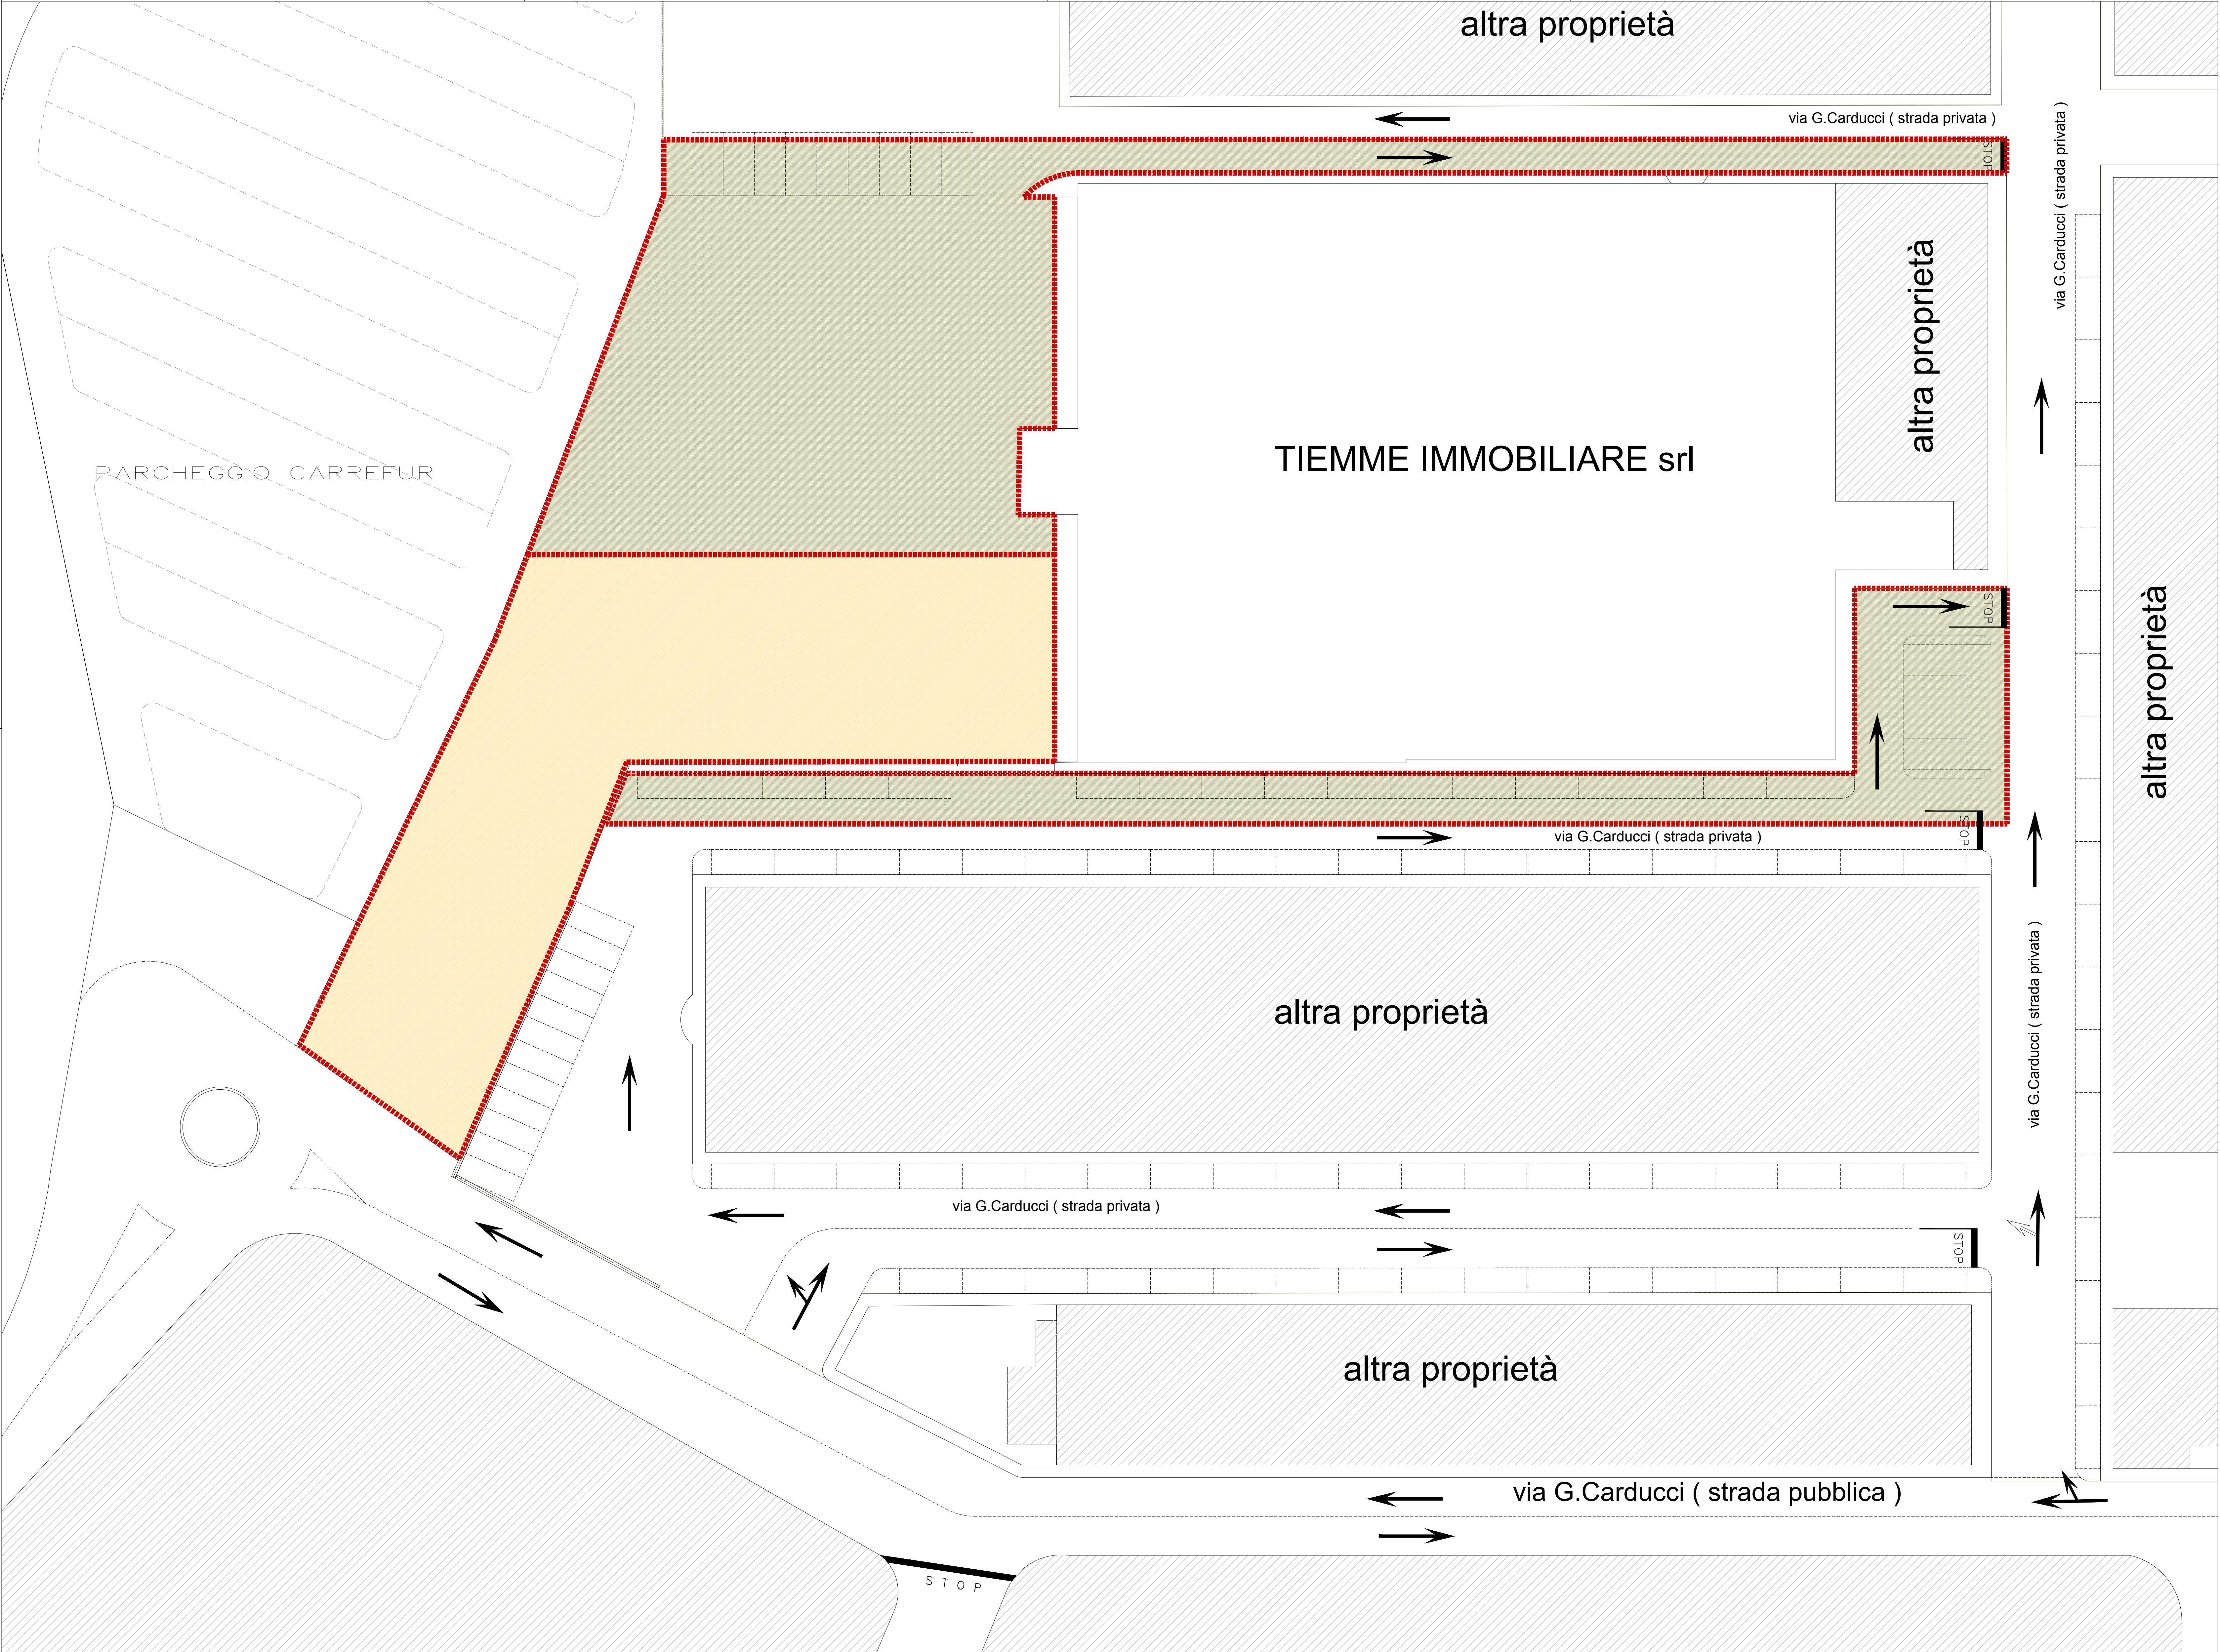 altra proprietà
via G.Carducci ( strada privata )
via G.Carducci ( strada privata )
STOP
altra proprietà
TIEMME IMMOBILIARE srl
PARCHEGGIO CARREFUR
STOP
altra proprietà
STOP
via G.Carducci ( strada privata )
altra proprietà
via G.Carducci ( strada privata )
via G.Carducci ( strada privata )
STOP
altra proprietà
via G.Carducci ( strada pubblica )
STOP